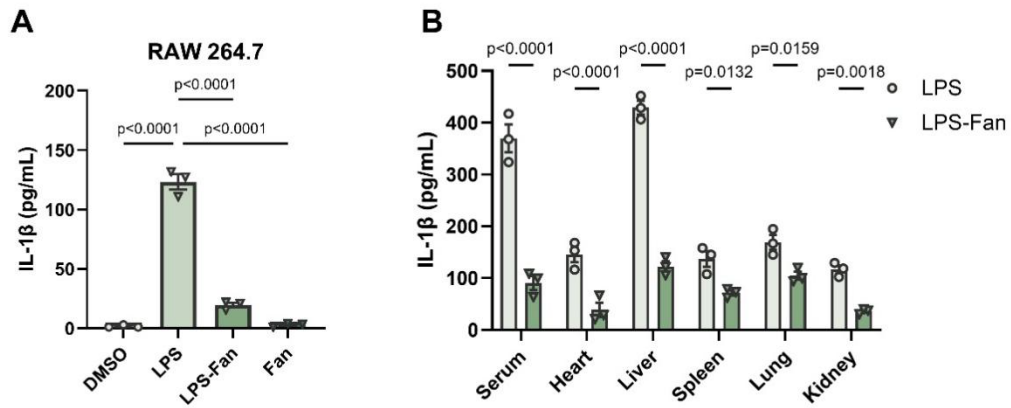 A
RAW 264.7
p<0.0001
p<0.0001 p<0.0001
IL-1β (pg/mL)
200
150
100
50
0
DMSO LPS LPS-Fan Fan
B
p<0.0001 p<0.0001 p=0.0159
p<0.0001 p=0.0132 p=0.0018
IL-1β (pg/mL)
500
400
300
200
100
0
Serum Heart Liver Spleen Lung Kidney
LPS
LPS-Fan